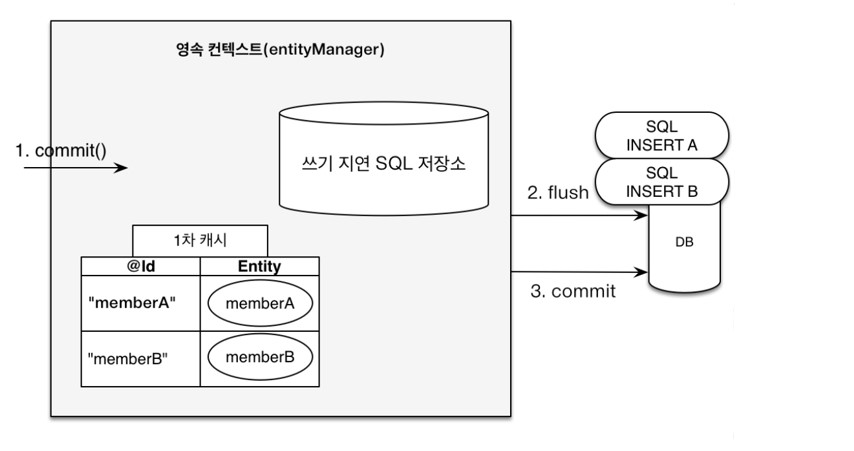 영속 컨텍스트(entityManager)
1. commit()
쓰기 지연 SQL 저장소
SQL
INSERT A
SQL
INSERT B
2. flush
DB
3. commit
1차 캐시
@Id
Entity
"memberA"
memberA
"memberB"
memberB